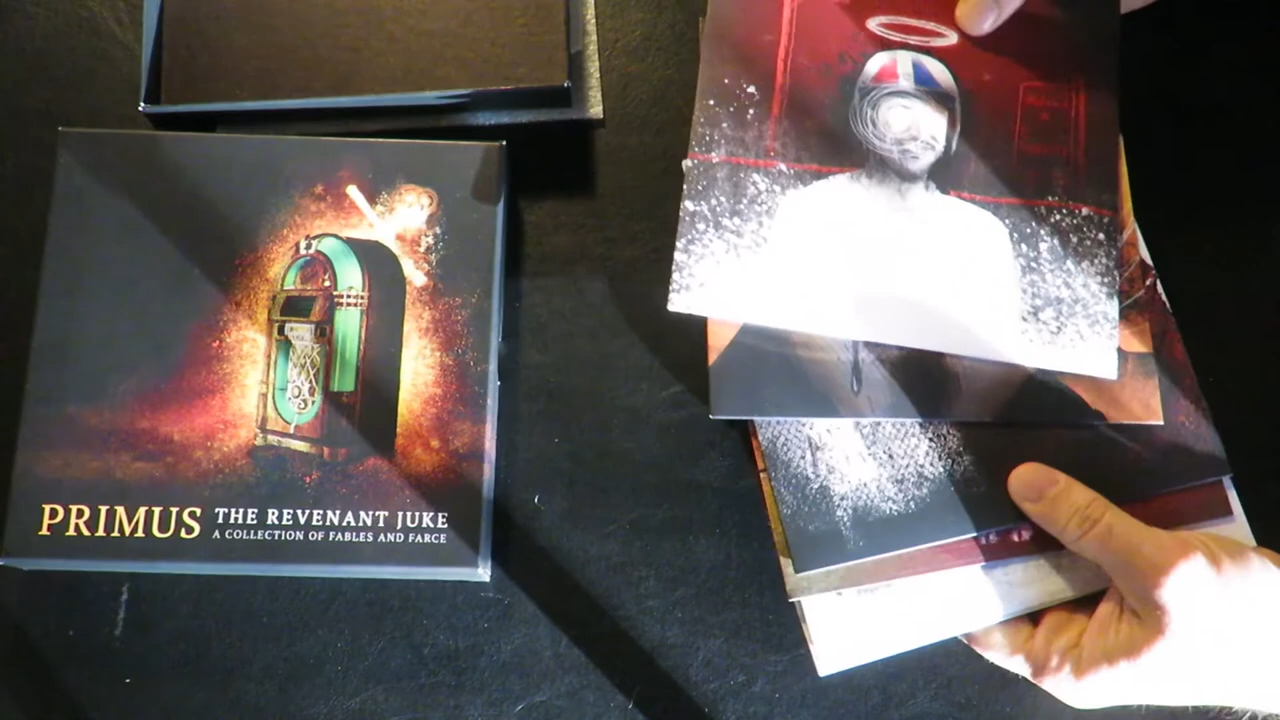 PRIMUS THE REVENANT JUKE
A COLLECTION OF FABLES AND FARCE